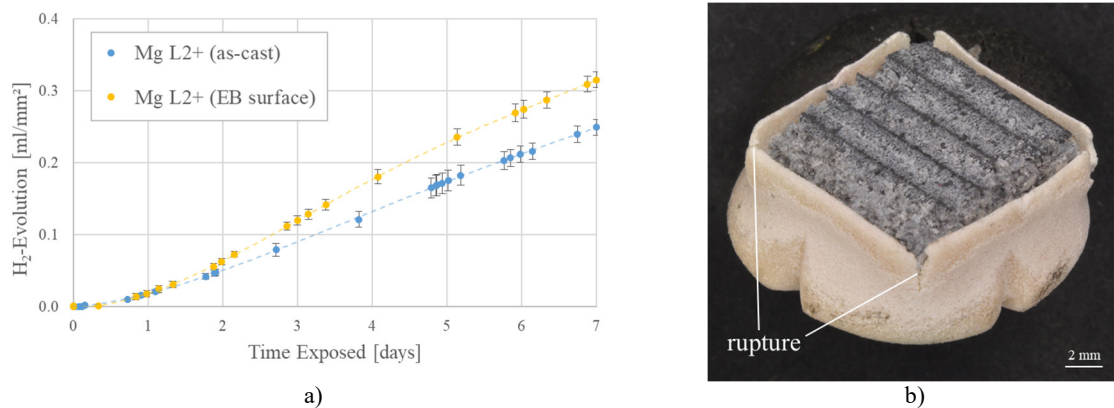 0.4
0.3
0.2
0.1
0.0
H₂-Evolution [ml/mm²]
Mg L2+ (as-cast)
Mg L2+ (EB surface)
0 1 2 3 4 5 6 7
Time Exposed [days]
a)
rupture
2 mm
b)